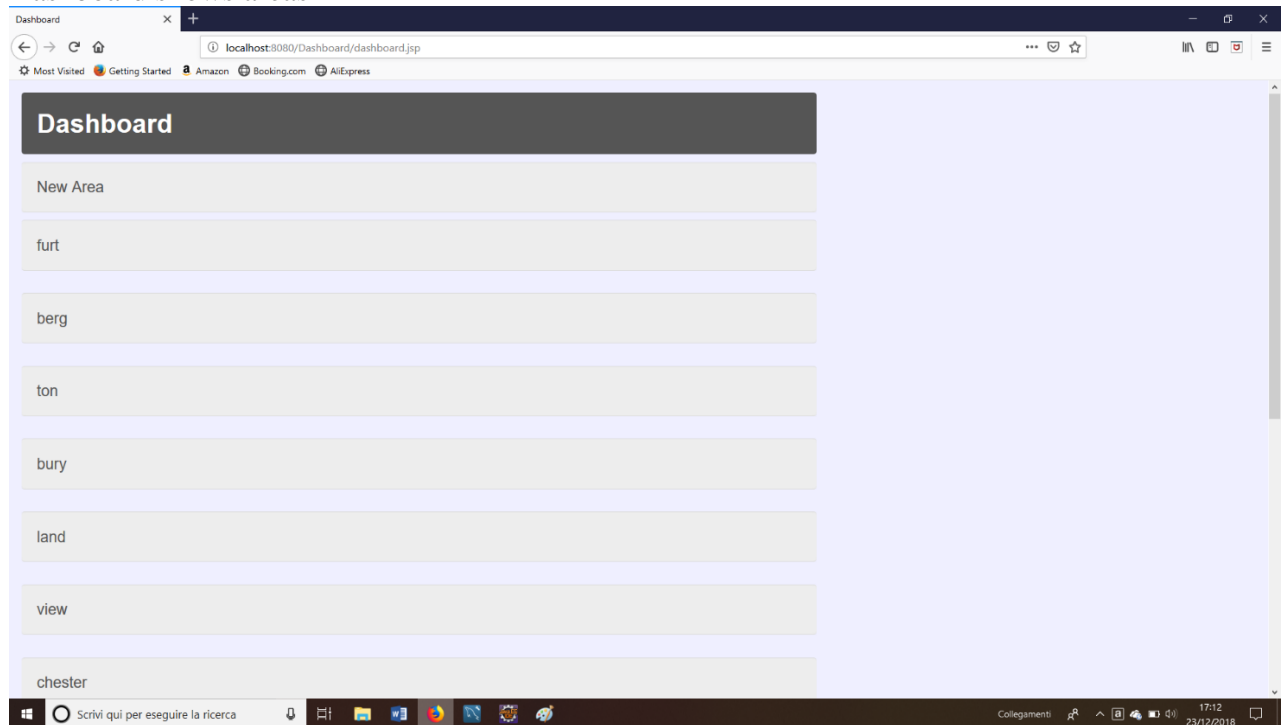 Dashboard
localhost:8080/Dashboard/dashboard.jsp
Most Visited Getting Started Amazon Booking.com AliExpress
Dashboard
New Area
furt
berg
ton
bury
land
view
chester
Scrivi qui per eseguire la ricerca
Collegamenti
17:12
23/12/2018